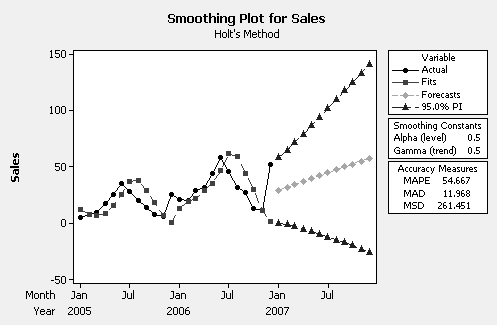 Smoothing Plot for Sales
Holt's Method
150
100
50
0
-50
Sales
Month Jan Jul Jan Jul Jan Jul
Year 2005 2006 2007
Variable
Actual
Fits
Forecasts
95.0% PI
Smoothing Constants
Alpha (level) 0.5
Gamma (trend) 0.5
Accuracy Measures
MAPE 54.667
MAD 11.968
MSD 261.451